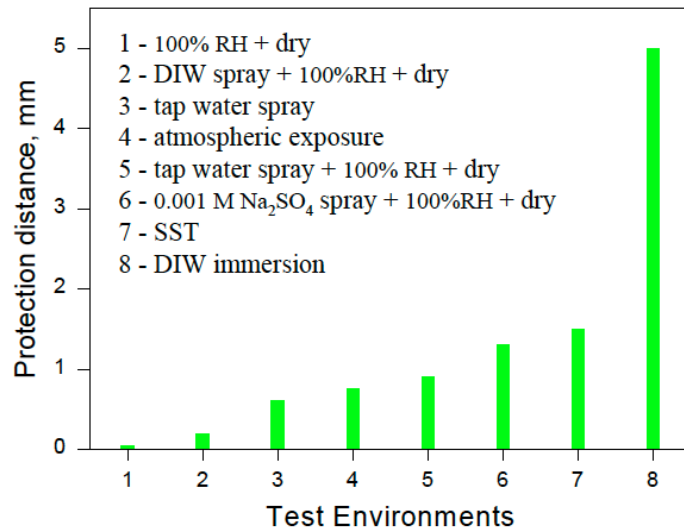 Protection distance, mm
5
4
3
2
1
0
1 - 100% RH + dry
2 - DIW spray + 100%RH + dry
3 - tap water spray
4 - atmospheric exposure
5 - tap water spray + 100% RH + dry
6 - 0.001 M Na₂SO₄ spray + 100%RH + dry
7 - SST
8 - DIW immersion
1 2 3 4 5 6 7 8
Test Environments